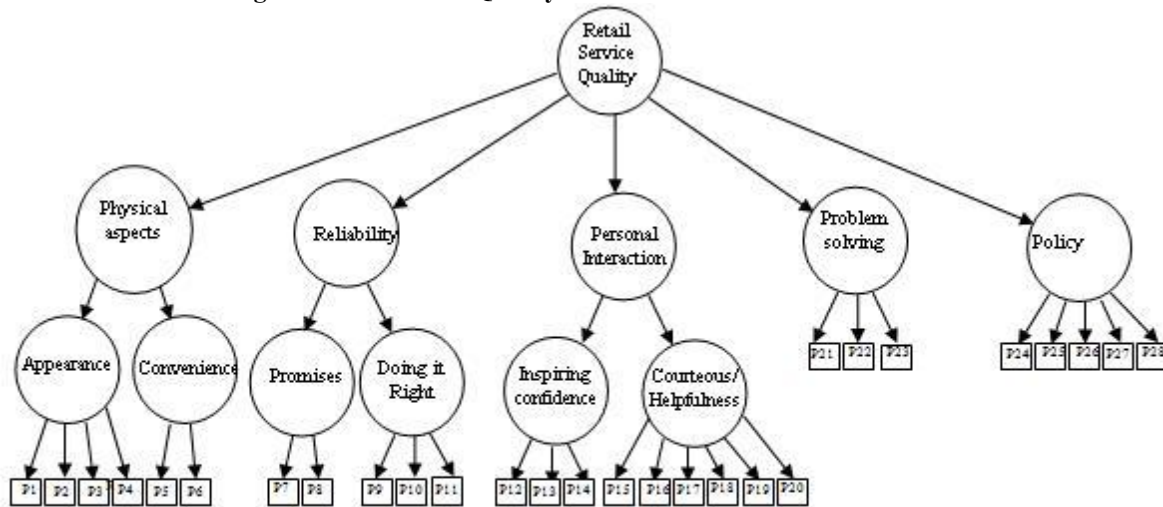 Retail
Service
Quality
Physical
aspects
Reliability
Personal
Interaction
Problem
solving
Policy
Appearance
Convenience
Promises
Doing it
Right
Inspiring
confidence
Courteous/
Helpfulness
P21 P22 P23
P24 P25 P26 P27 P28
P1 P2 P3 P4 P5 P6 P7 P8 P9 P10 P11 P12 P13 P14 P15 P16 P17 P18 P19 P20